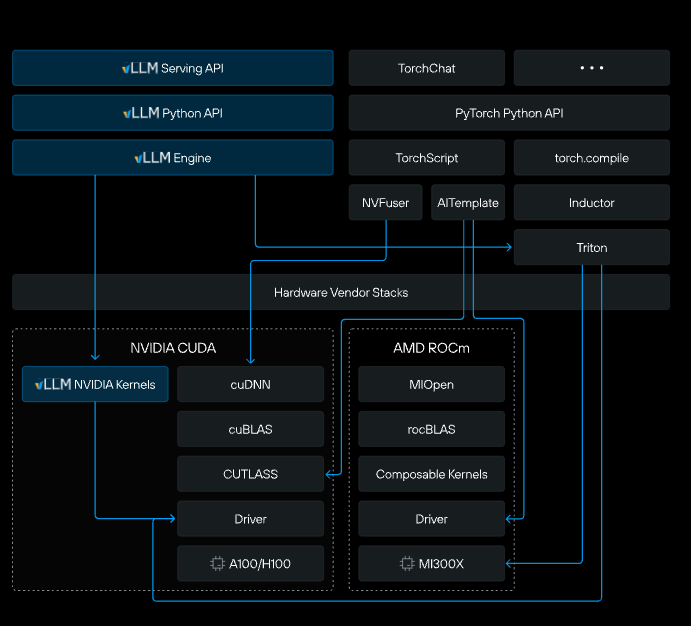 vLLM Serving API
TorchChat
•••
vLLM Python API
PyTorch Python API
vLLM Engine
TorchScript
torch.compile
NVFuser
AITemplate
Inductor
Triton
Hardware Vendor Stacks
NVIDIA CUDA
AMD ROCm
vLLM NVIDIA Kernels
cuDNN
MIOpen
cuBLAS
rocBLAS
CUTLASS
Composable Kernels
Driver
Driver
A100/H100
MI300X